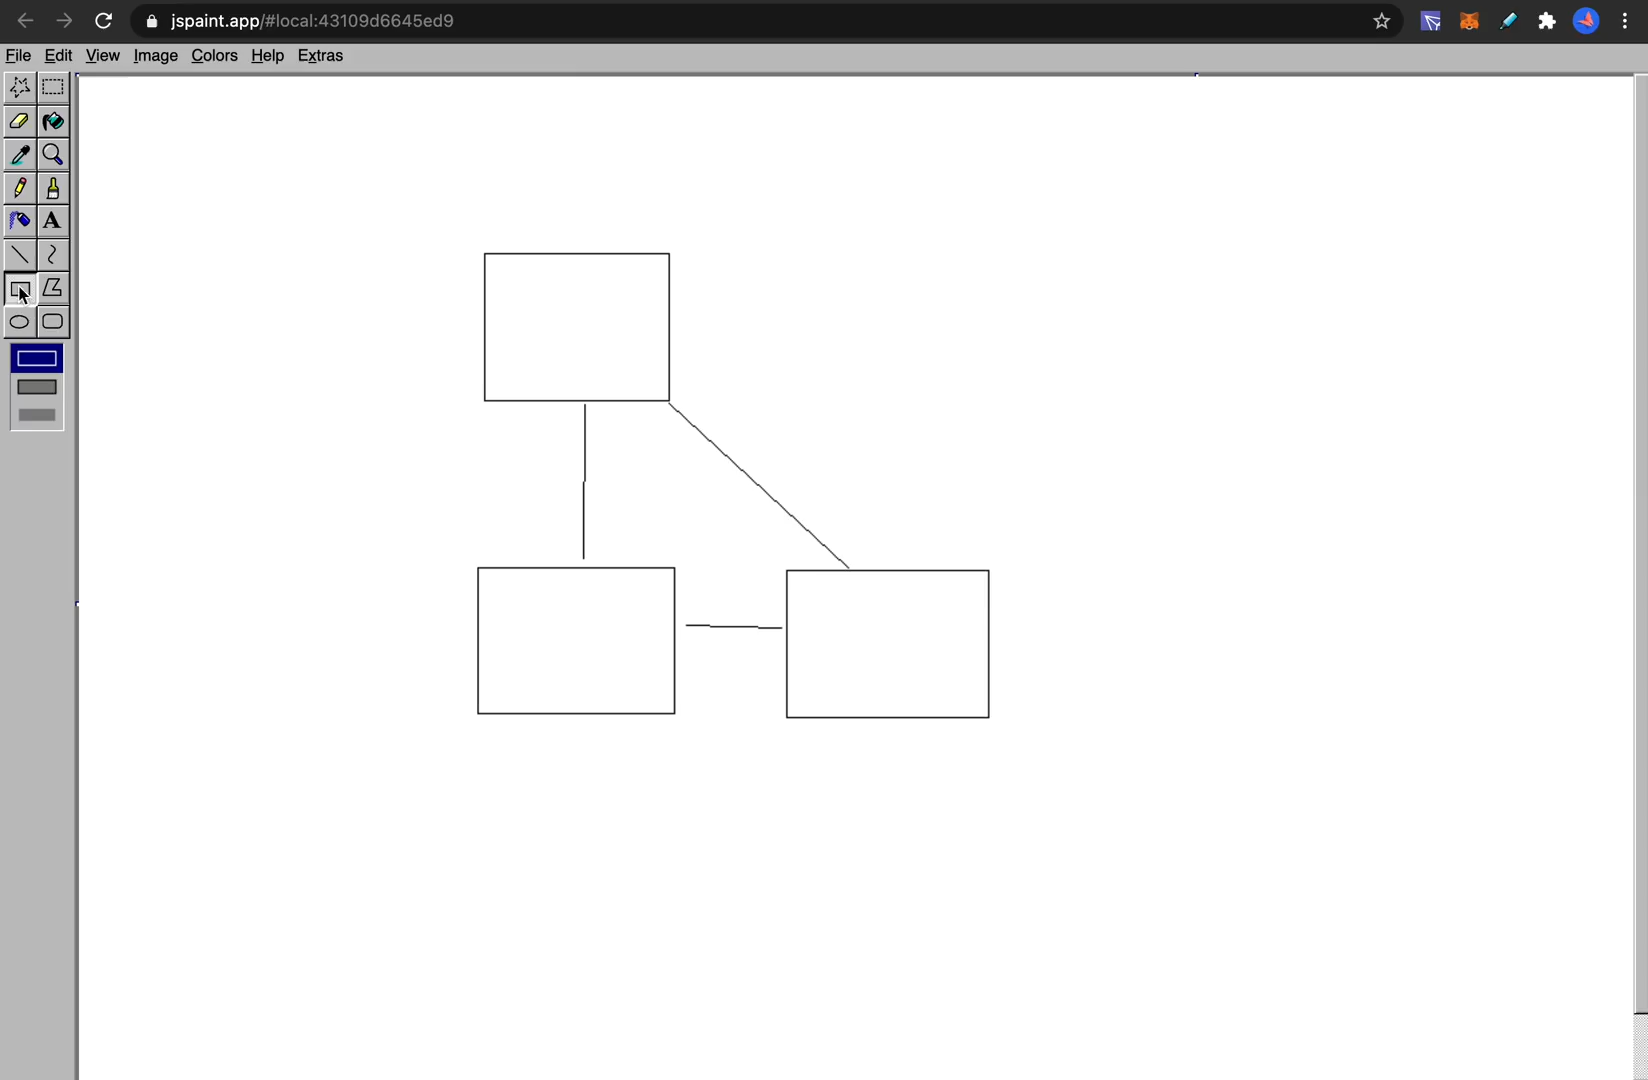 jspaint.app/#local:43109d6645ed9
File Edit View Image Colors Help Extras
A